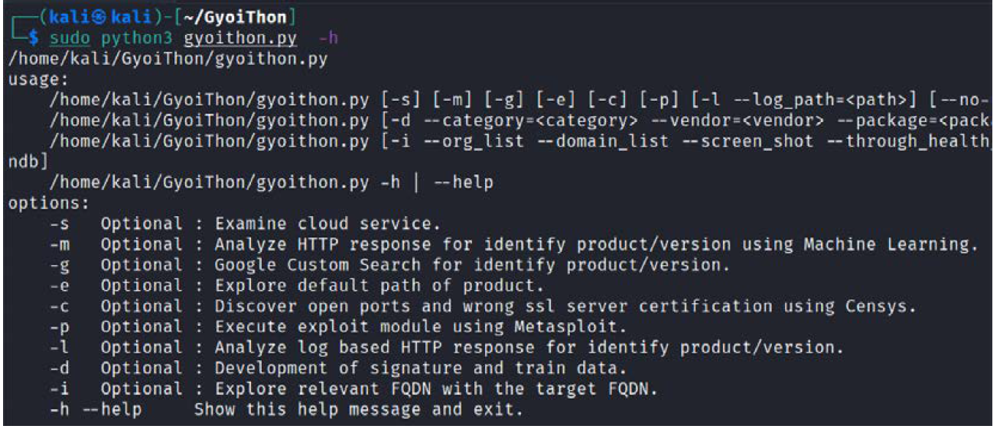 ┌──(kali㉿kali)-[~/GyoiThon]
└─$ sudo python3 gyoithon.py -h
/home/kali/GyoiThon/gyoithon.py
usage:
    /home/kali/GyoiThon/gyoithon.py [-s] [-m] [-g] [-e] [-c] [-p] [-l --log_path=<path>] [--no-
    /home/kali/GyoiThon/gyoithon.py [-d --category=<category> --vendor=<vendor> --package=<pack
    /home/kali/GyoiThon/gyoithon.py [-i --org_list --domain_list --screen_shot --through_health_
ndb]
    /home/kali/GyoiThon/gyoithon.py -h | --help
options:
    -s   Optional : Examine cloud service.
    -m   Optional : Analyze HTTP response for identify product/version using Machine Learning.
    -g   Optional : Google Custom Search for identify product/version.
    -e   Optional : Explore default path of product.
    -c   Optional : Discover open ports and wrong ssl server certification using Censys.
    -p   Optional : Execute exploit module using Metasploit.
    -l   Optional : Analyze log based HTTP response for identify product/version.
    -d   Optional : Development of signature and train data.
    -i   Optional : Explore relevant FQDN with the target FQDN.
    -h --help     Show this help message and exit.